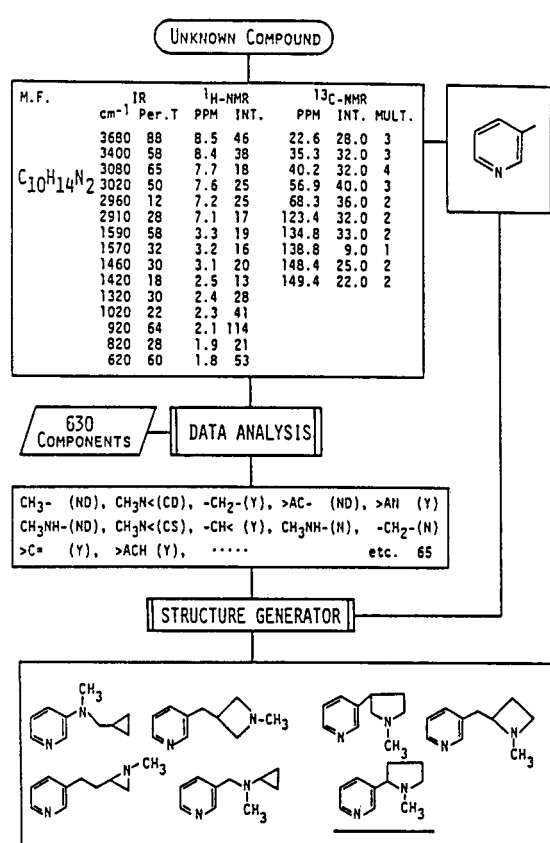 UNKNOWN COMPOUND
M.F. IR 1H-NMR 13C-NMR
cm-1 Per.T PPM INT. PPM INT. MULT.
3680 88 8.5 46 22.6 28.0 3
3400 58 8.4 38 35.3 32.0 3
3080 65 7.7 18 40.2 32.0 4
3020 50 7.6 25 56.9 40.0 3
2960 12 7.2 25 68.3 36.0 2
2910 28 7.1 17 123.4 32.0 2
1590 58 3.3 19 134.8 33.0 2
1570 32 3.2 16 138.8 9.0 1
1460 30 3.1 20 148.4 25.0 2
1420 18 2.5 13 149.4 22.0 2
1320 30 2.4 28
1020 22 2.3 41
920 64 2.1 114
820 28 1.9 21
620 60 1.8 53
C10H14N2
N
630
COMPONENTS
DATA ANALYSIS
CH3- (ND), CH3N<(CD), -CH2-(Y), >AC- (ND), >AN (Y)
CH3NH-(ND), CH3N<(CS), -CH< (Y), CH3NH-(N), -CH2-(N)
>C= (Y), >ACH (Y), ····· etc. 65
STRUCTURE GENERATOR
CH3
N
N
N-CH3
N
N
CH3
N
N
CH3
N
N-CH3
N
N
CH3
N
N
CH3
N